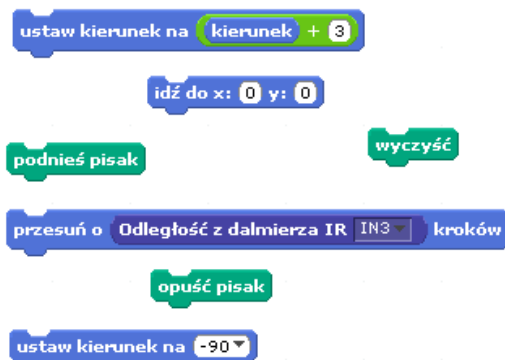 ustaw kierunek na kierunek + 3
idź do x: 0 y: 0
wyczyść
podnieś pisak
przesuń o Odległość z dalmierza IR IN3 kroków
opuść pisak
ustaw kierunek na -90